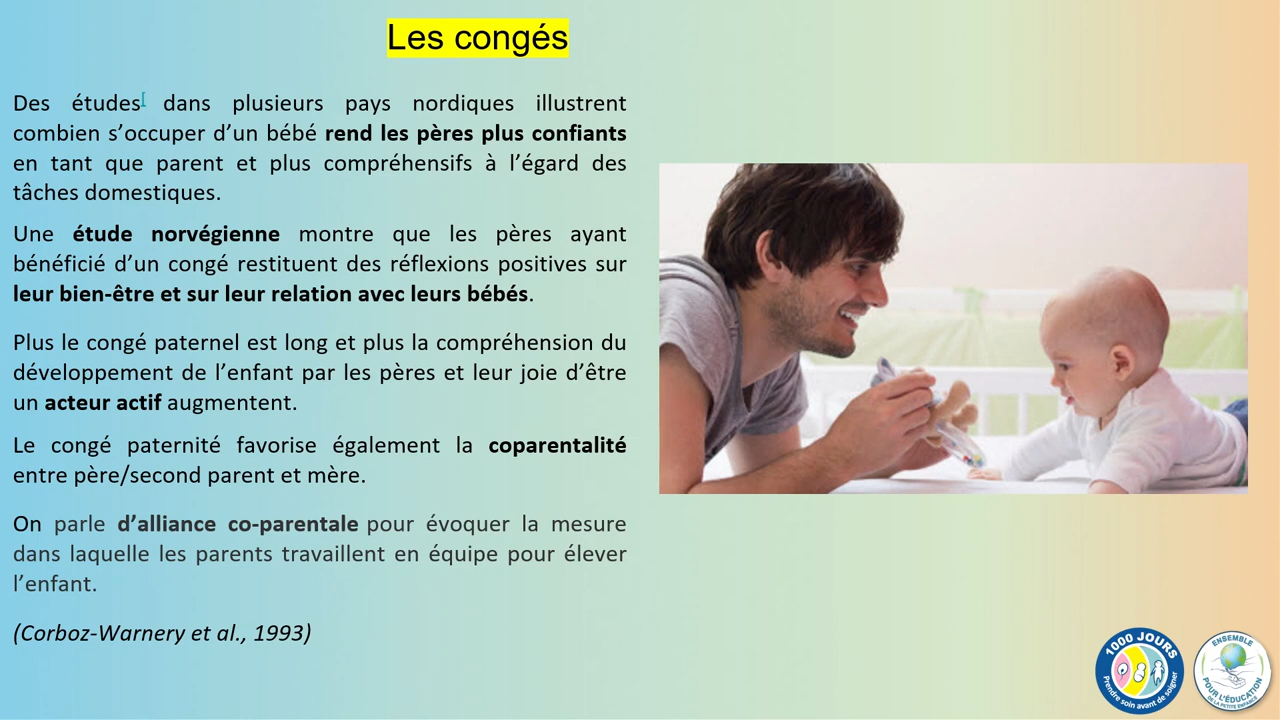 Les congés
Des études[ dans plusieurs pays nordiques illustrent
combien s’occuper d’un bébé rend les pères plus confiants
en tant que parent et plus compréhensifs à l’égard des
tâches domestiques.
Une étude norvégienne montre que les pères ayant
bénéficié d’un congé restituent des réflexions positives sur
leur bien-être et sur leur relation avec leurs bébés.
Plus le congé paternel est long et plus la compréhension du
développement de l’enfant par les pères et leur joie d’être
un acteur actif augmentent.
Le congé paternité favorise également la coparentalité
entre père/second parent et mère.
On parle d’alliance co-parentale pour évoquer la mesure
dans laquelle les parents travaillent en équipe pour élever
l’enfant.
(Corboz-Warnery et al., 1993)
1000 JOURS
Prendre soin avant de soigner
ENSEMBLE
POUR L'ÉDUCATION
DE LA PETITE ENFANCE